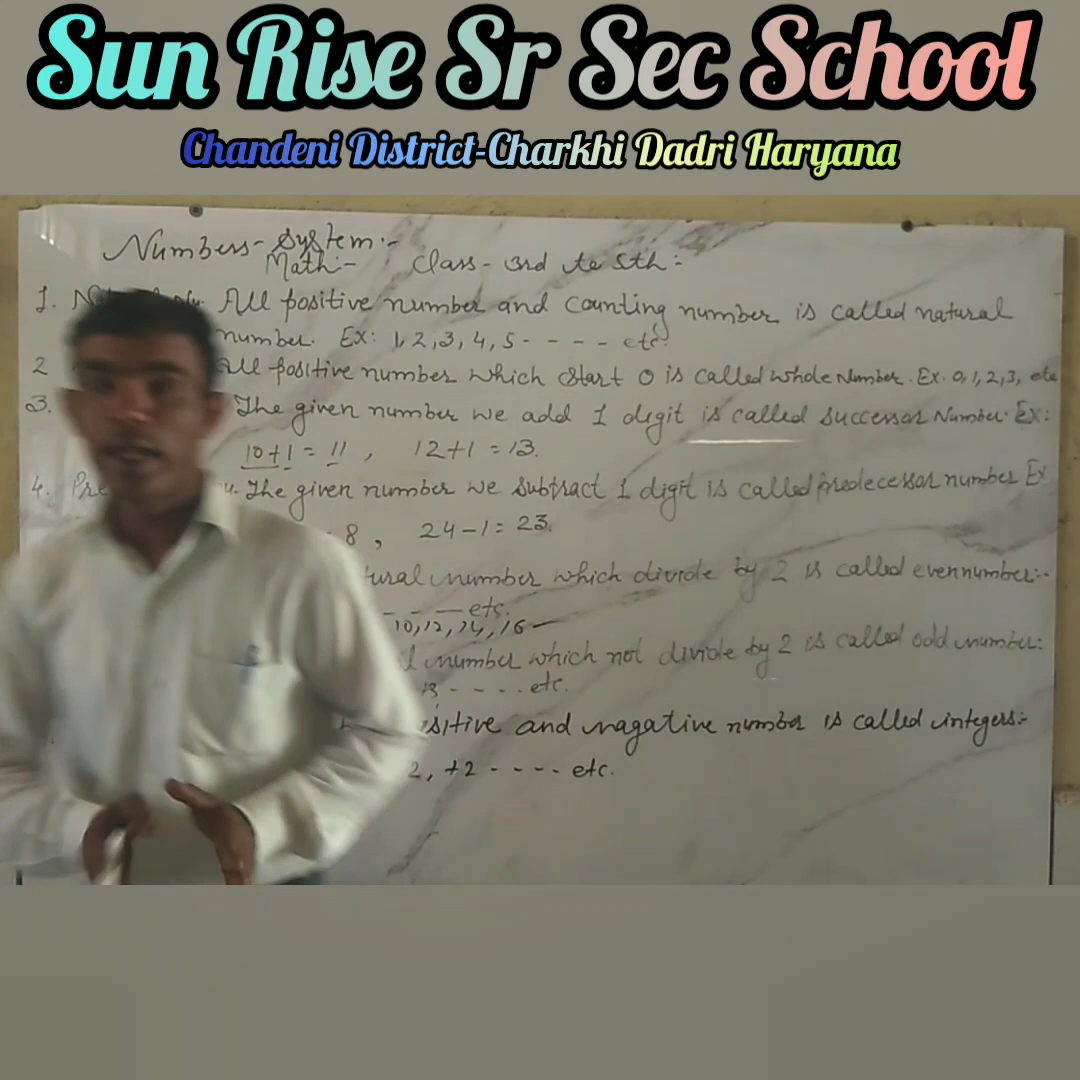 Sun Rise Sr Sec School
Chandeni District-Charkhi Dadri Haryana
Numbers- System:-
Math:- Class - 3rd to 5th:-
1. All positive number and Counting number is called natural
number. Ex: 1, 2, 3, 4, 5 - - - - etc.
2 All positive number which start 0 is called whole Number. Ex. 0, 1, 2, 3, etc
3. The given number we add 1 digit is called successor Number. Ex:
10+1 = 11, 12+1 = 13.
4. The given number we subtract 1 digit is called predecessor number Ex
8, 24-1= 23.
number which divide by 2 is called even number:-
- - — etc.
10, 12, 14, 16 —
number which not divide by 2 is called odd number:
13 - - - - etc.
and nagative number is called integers:-
2, +2 - - - - etc.